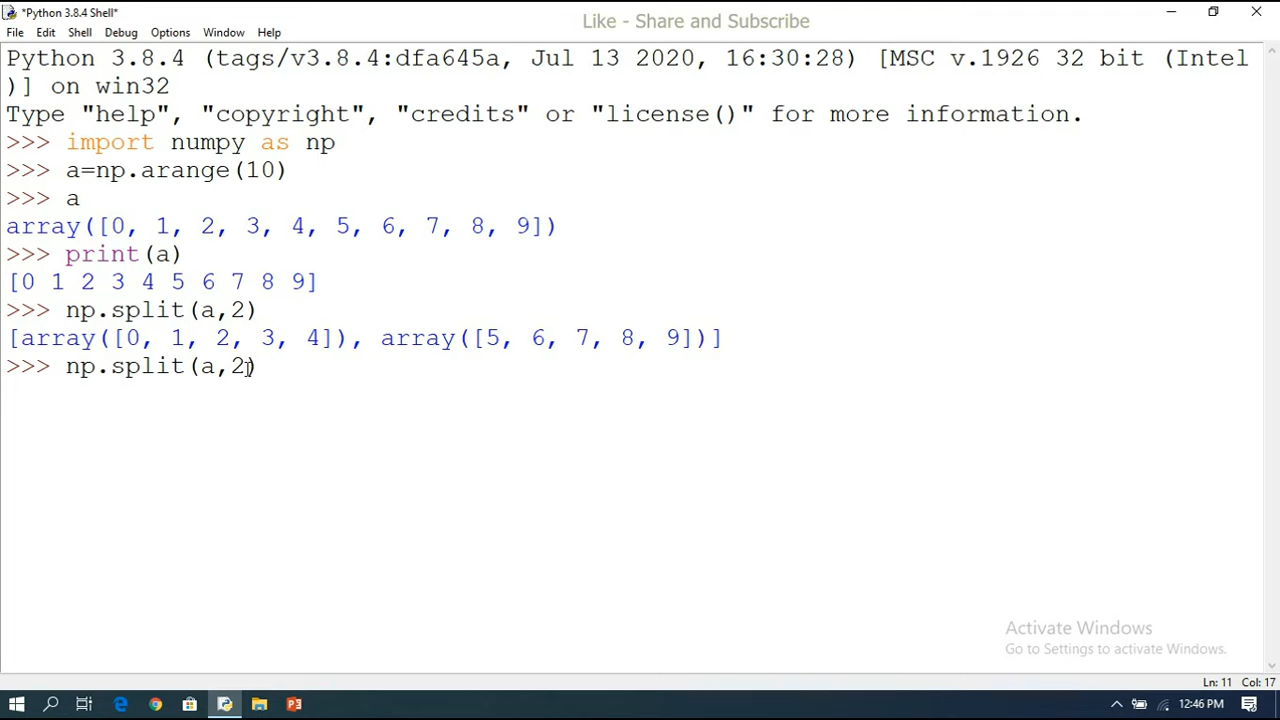 *Python 3.8.4 Shell*
Like - Share and Subscribe
File Edit Shell Debug Options Window Help
Python 3.8.4 (tags/v3.8.4:dfa645a, Jul 13 2020, 16:30:28) [MSC v.1926 32 bit (Intel
)] on win32
Type "help", "copyright", "credits" or "license()" for more information.
>>> import numpy as np
>>> a=np.arange(10)
>>> a
array([0, 1, 2, 3, 4, 5, 6, 7, 8, 9])
>>> print(a)
[0 1 2 3 4 5 6 7 8 9]
>>> np.split(a,2)
[array([0, 1, 2, 3, 4]), array([5, 6, 7, 8, 9])]
>>> np.split(a,2)
Activate Windows
Go to Settings to activate Windows.
Ln: 11 Col: 17
12:46 PM